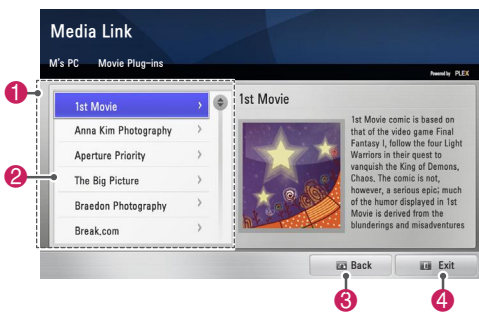 Media Link
M's PC Movie Plug-ins
Powered by PLEX
1
1st Movie
Anna Kim Photography
Aperture Priority
2
The Big Picture
Braedon Photography
Break.com
1st Movie
1st Movie comic is based on
that of the video game Final
Fantasy I, follow the four Light
Warriors in their quest to
vanquish the King of Demons,
Chaos. The comic is not,
however, a serious epic; much
of the humor displayed in 1st
Movie is derived from the
blunderings and misadventures
Back
Exit
3
4